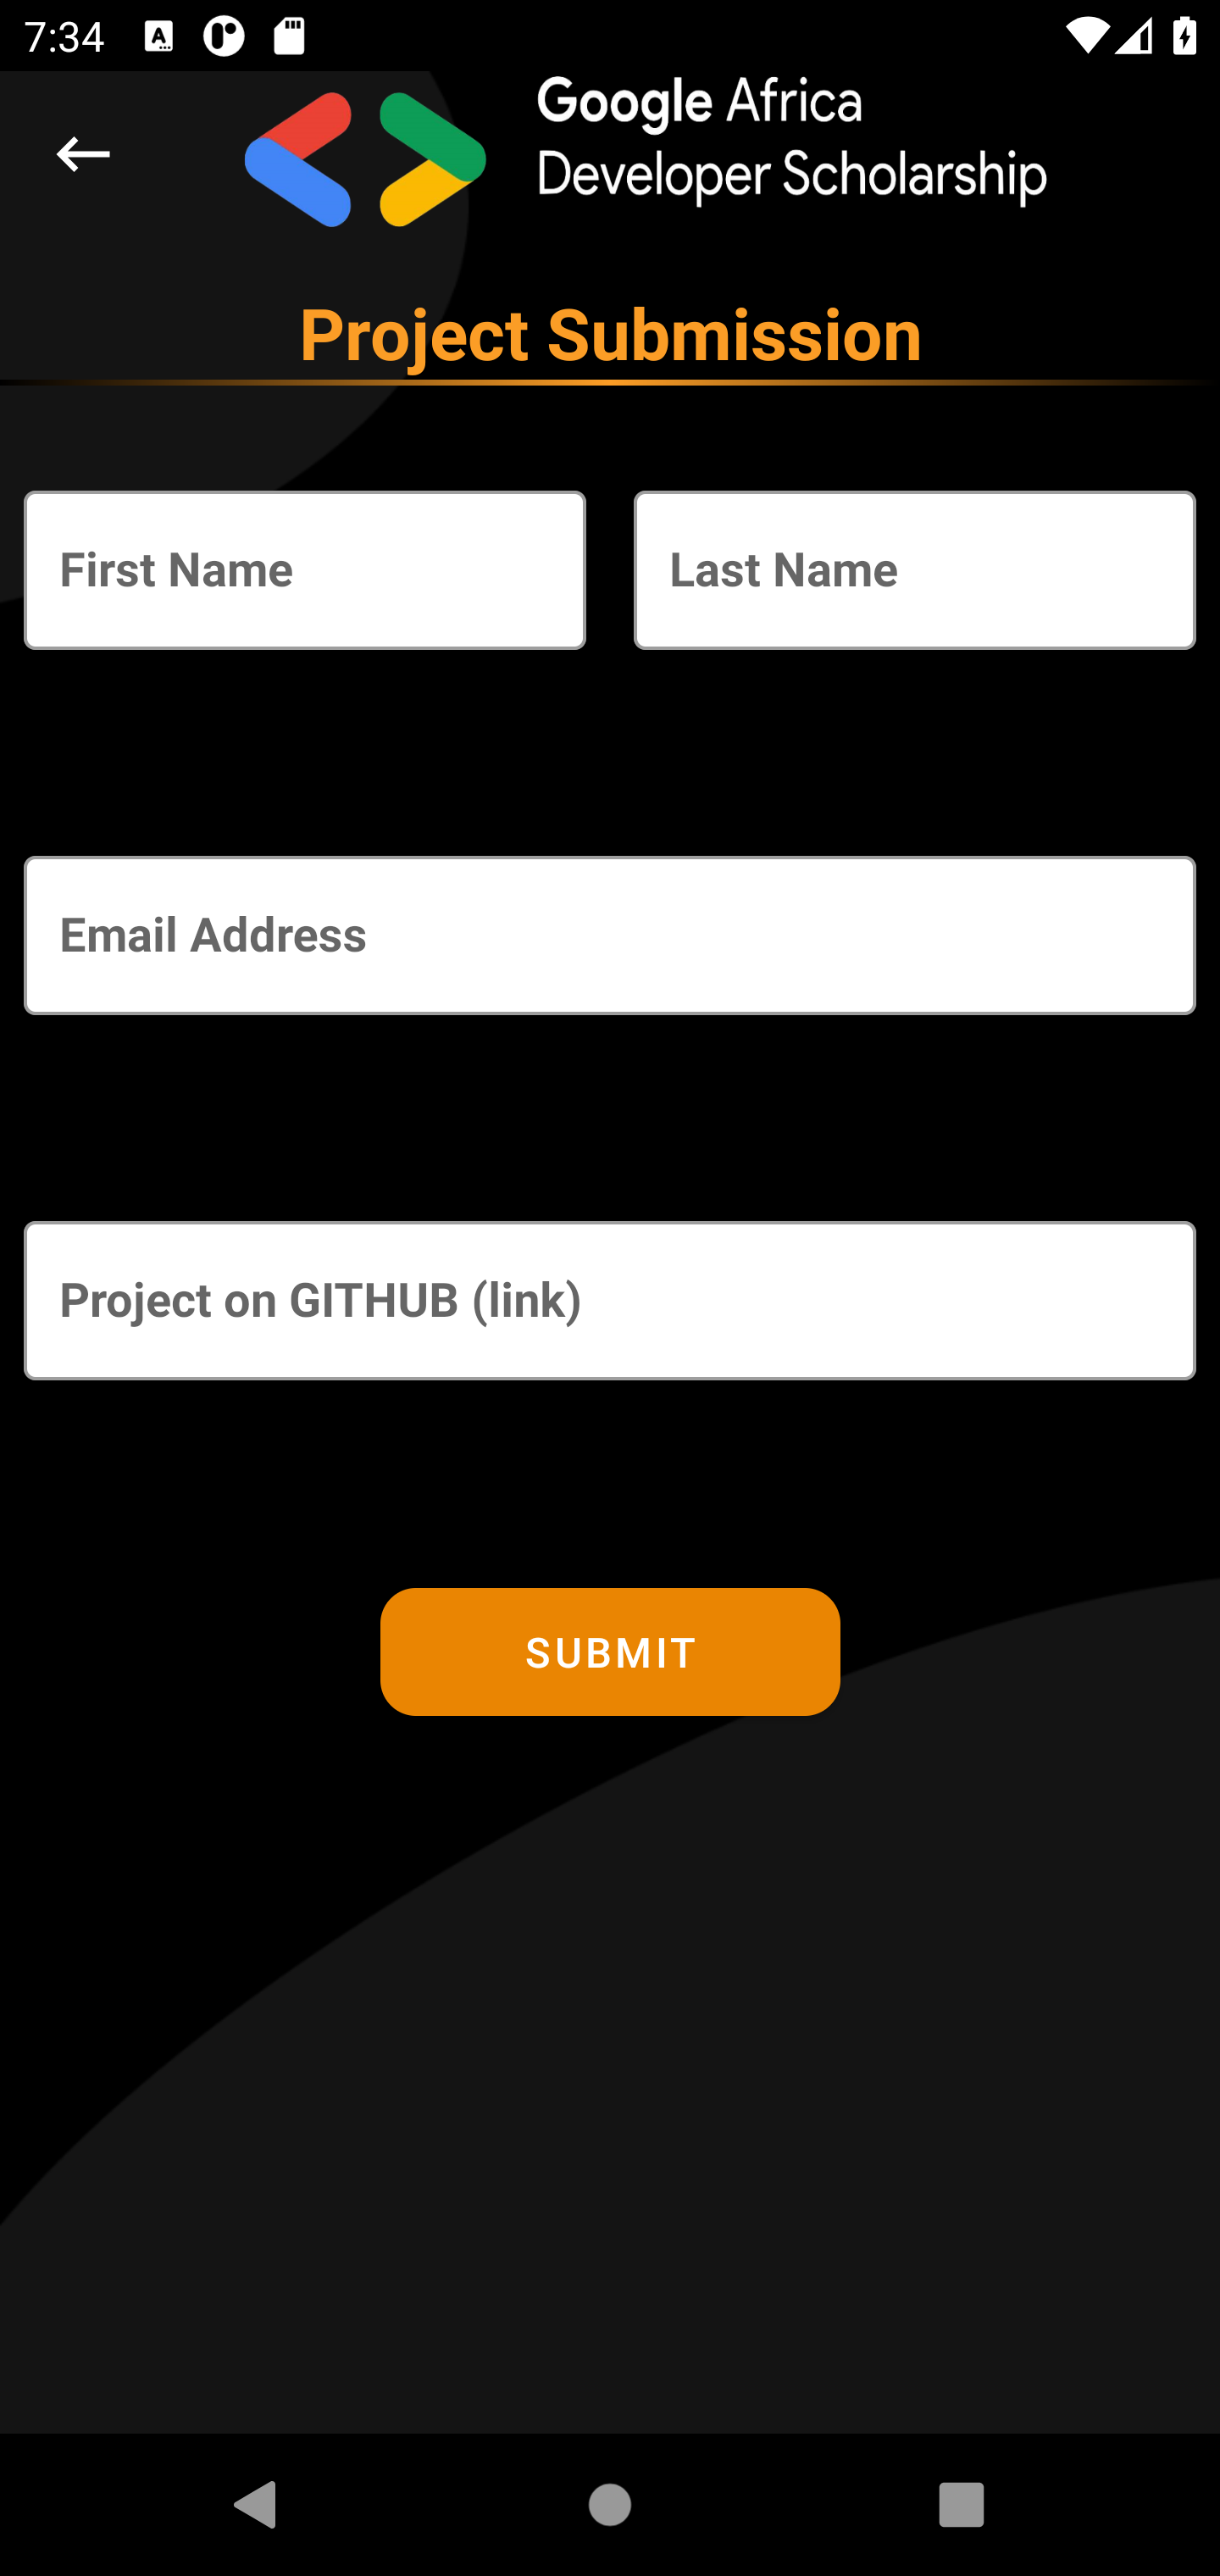 7:34
Google Africa
Developer Scholarship
Project Submission
First Name
Last Name
Email Address
Project on GITHUB (link)
SUBMIT